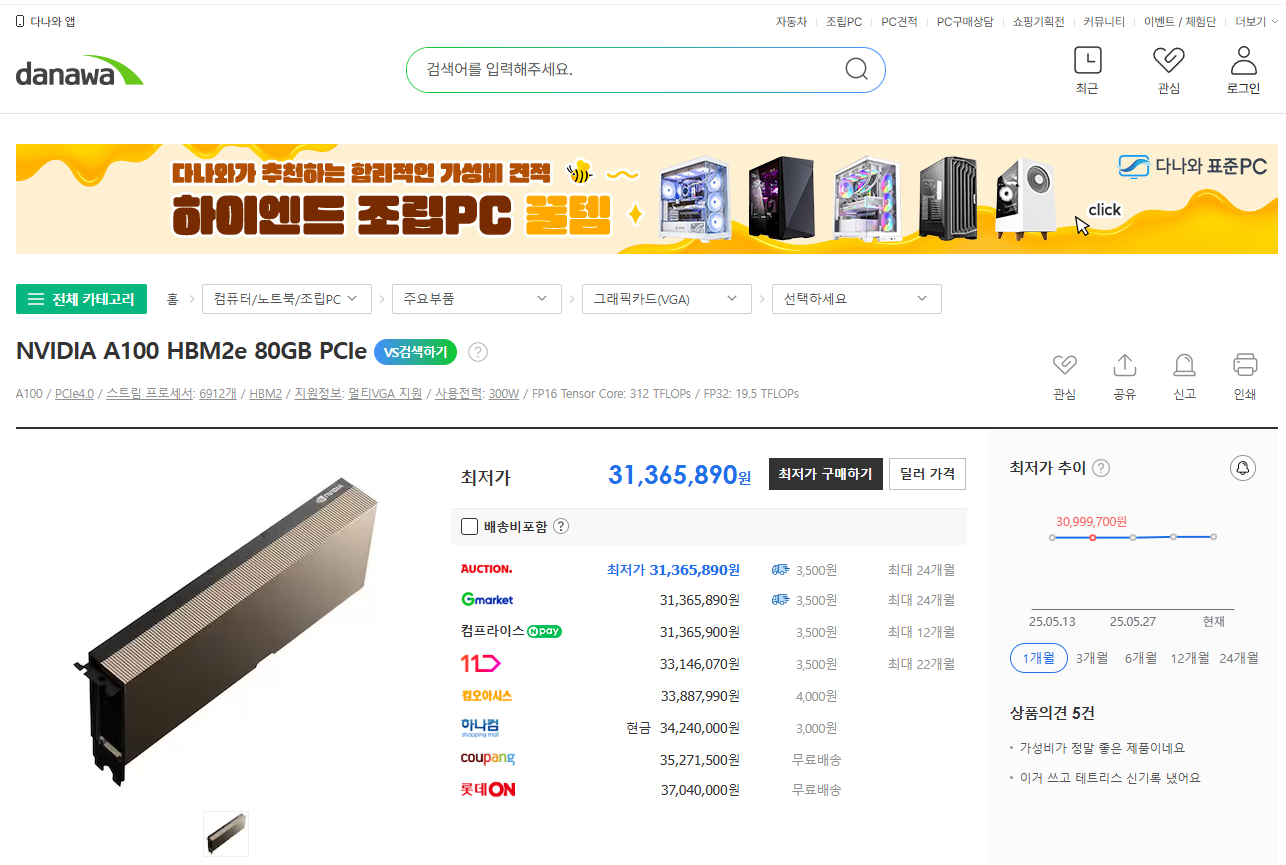 다나와 앱
자동차 조립PC PC견적 PC구매상담 쇼핑기획전 커뮤니티 이벤트 / 체험단 더보기
danawa
검색어를 입력해주세요.
최근 관심 로그인
다나와가 추천하는 합리적인 가성비 견적
하이엔드 조립PC 꿀템
click
다나와 표준PC
전체 카테고리 홈 컴퓨터/노트북/조립PC 주요부품 그래픽카드(VGA) 선택하세요
NVIDIA A100 HBM2e 80GB PCIe VS검색하기 ?
A100 / PCIe4.0 / 스트림 프로세서: 6912개 / HBM2 / 지원정보: 멀티VGA 지원 / 사용전력: 300W / FP16 Tensor Core: 312 TFLOPs / FP32: 19.5 TFLOPs
관심 공유 신고 인쇄
NVIDIA
최저가 31,365,890원 최저가 구매하기 딜러 가격
배송비포함 ?
AUCTION. 최저가 31,365,890원 3,500원 최대 24개월
Gmarket 31,365,890원 3,500원 최대 24개월
컴프라이스 N pay 31,365,900원 3,500원 최대 12개월
11 33,146,070원 3,500원 최대 22개월
컴오아시스 33,887,990원 4,000원
하나컴 shopping mall 현금 34,240,000원 3,000원
coupang 35,271,500원 무료배송
롯데ON 37,040,000원 무료배송
최저가 추이 ?
30,999,700원
25.05.13 25.05.27 현재
1개월 3개월 6개월 12개월 24개월
상품의견 5건
· 가성비가 정말 좋은 제품이네요
· 이거 쓰고 테트리스 신기록 냈어요